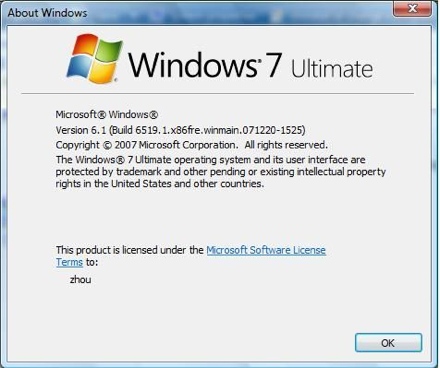 About Windows
Windows® 7 Ultimate
Microsoft® Windows®
Version 6.1 (Build 6519.1.x86fre.winmain.071220-1525)
Copyright © 2007 Microsoft Corporation. All rights reserved.
The Windows® 7 Ultimate operating system and its user interface are
protected by trademark and other pending or existing intellectual property
rights in the United States and other countries.
This product is licensed under the Microsoft Software License
Terms to:
zhou
OK